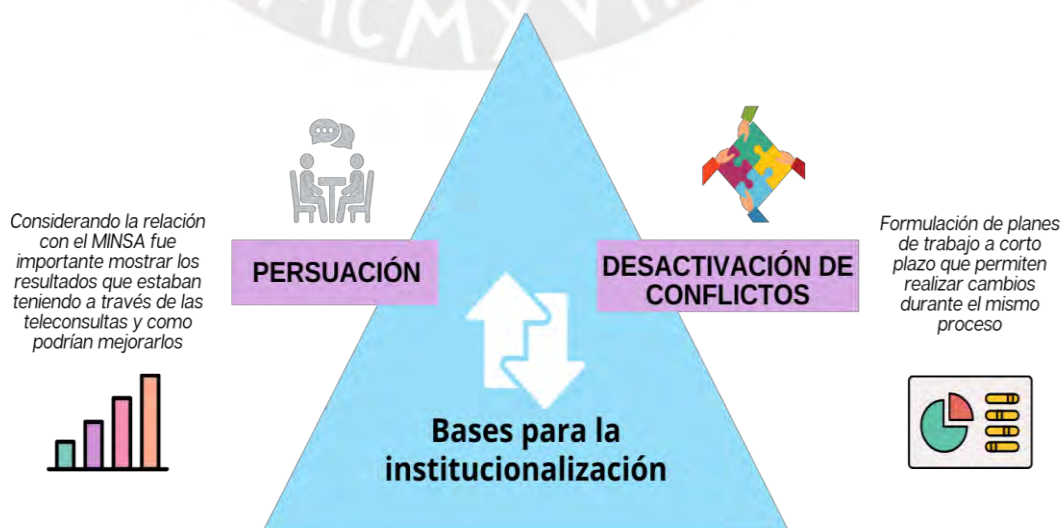 MCMXVII
Considerando la relación
con el MINSA fue
importante mostrar los
resultados que estaban
teniendo a través de las
teleconsultas y como
podrían mejorarlos
PERSUACIÓN
DESACTIVACIÓN DE
CONFLICTOS
Formulación de planes
de trabajo a corto
plazo que permiten
realizar cambios
durante el mismo
proceso
Bases para la
institucionalización